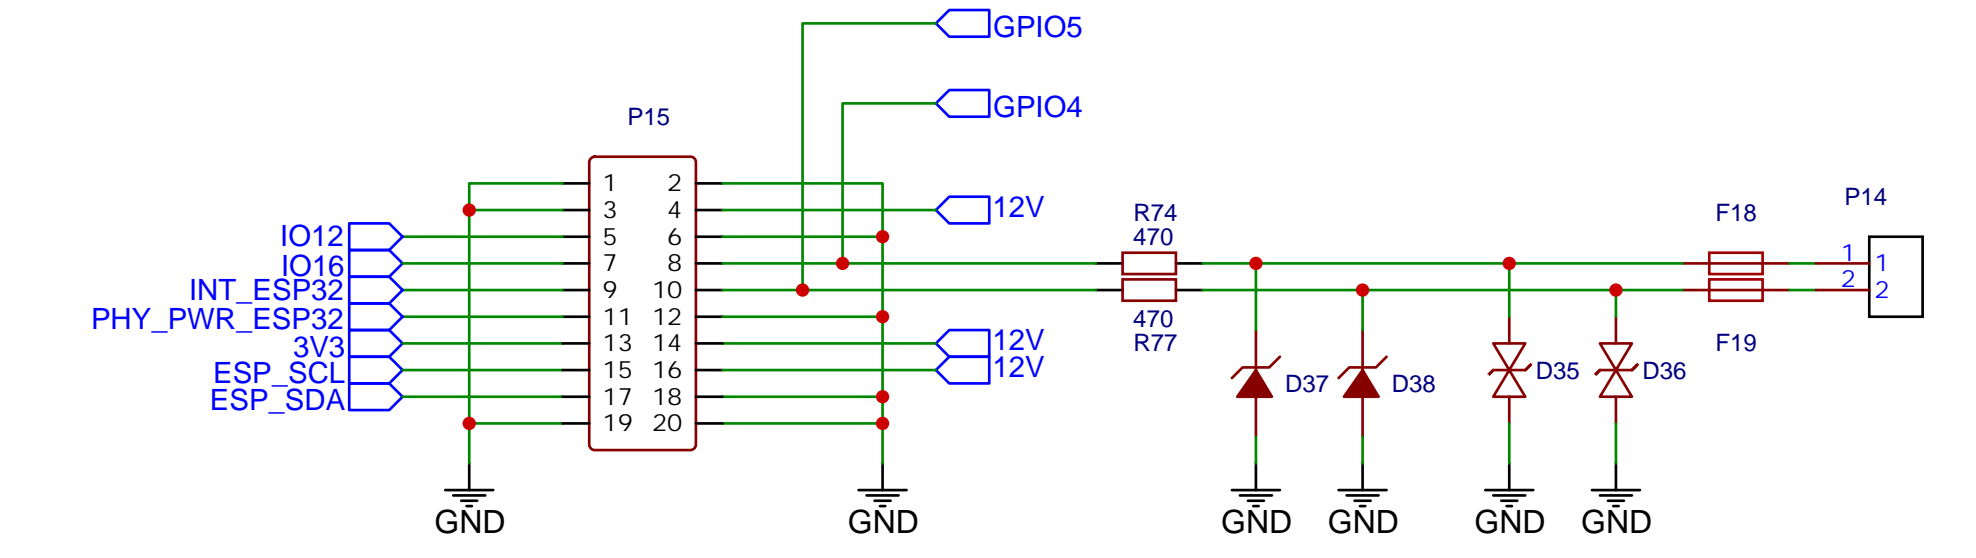 GPIO5
GPIO4
P15
1 2
3 4 12V
IO12 5 6
IO16 7 8
INT_ESP32 9 10
PHY_PWR_ESP32 11 12
3V3 13 14 12V
ESP_SCL 15 16 12V
ESP_SDA 17 18
19 20
GND GND
R74
470
470
R77
D37 D38 D35 D36
GND GND GND GND
F18
F19
P14
1 1
2 2